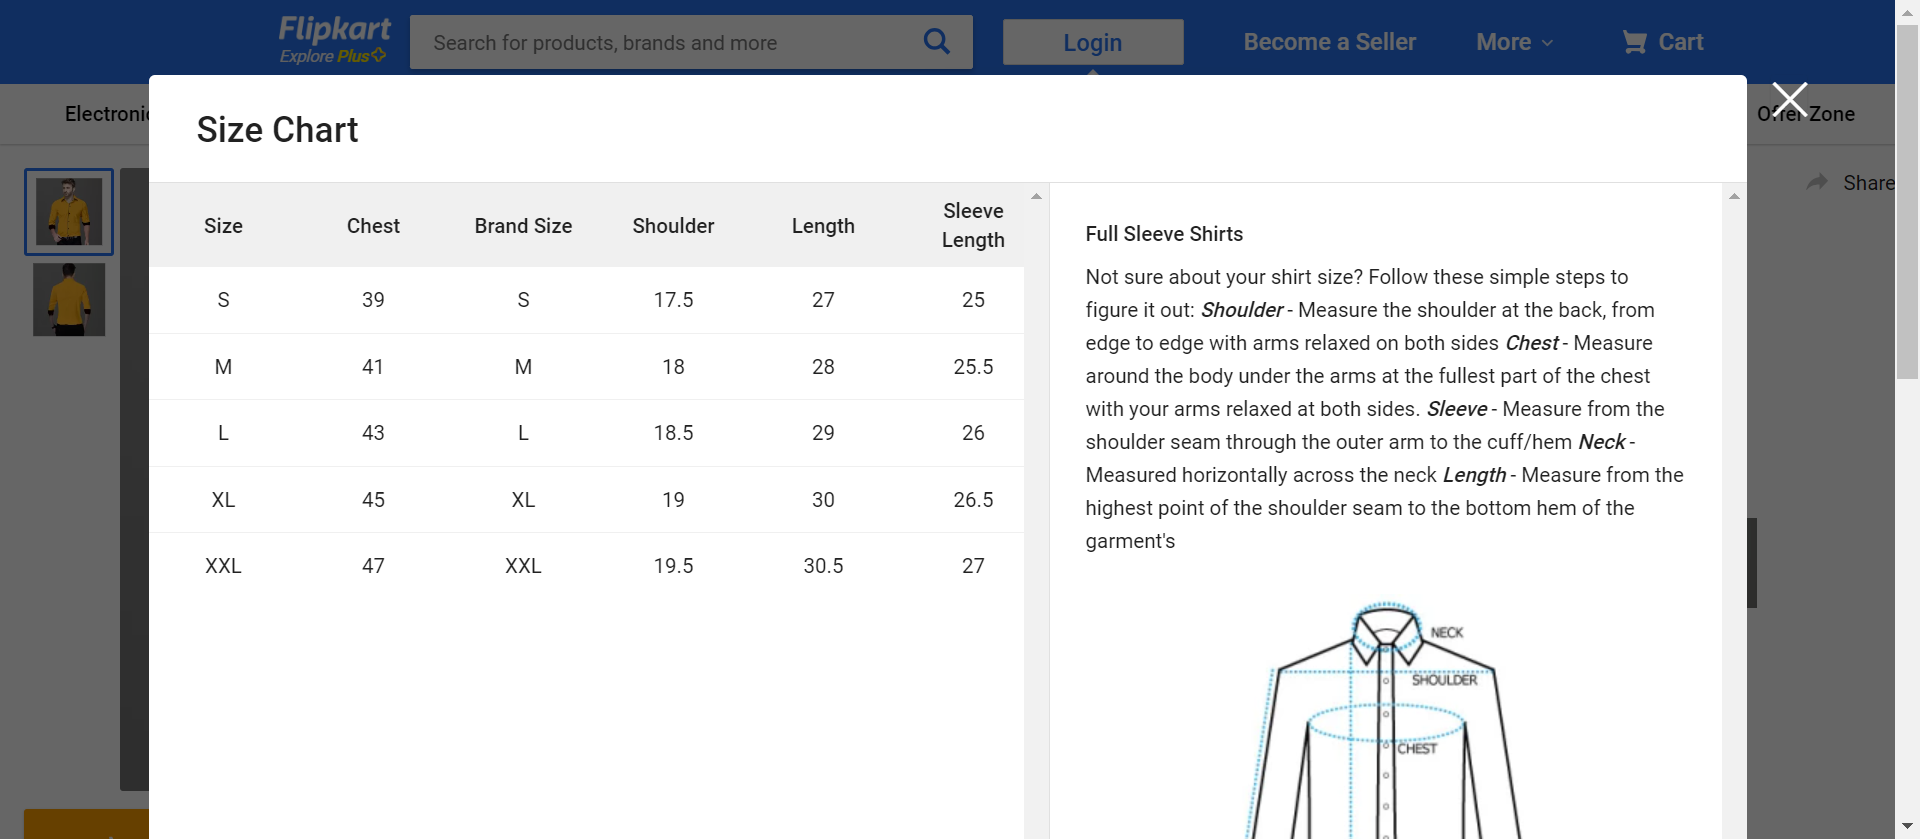 Flipkart
Explore Plus
Search for products, brands and more
Login
Become a Seller
More
Cart
Offer Zone
Share
Size Chart
Size Chest Brand Size Shoulder Length Sleeve Length
S 39 S 17.5 27 25
M 41 M 18 28 25.5
L 43 L 18.5 29 26
XL 45 XL 19 30 26.5
XXL 47 XXL 19.5 30.5 27
Full Sleeve Shirts
Not sure about your shirt size? Follow these simple steps to
figure it out: Shoulder - Measure the shoulder at the back, from
edge to edge with arms relaxed on both sides Chest - Measure
around the body under the arms at the fullest part of the chest
with your arms relaxed at both sides. Sleeve - Measure from the
shoulder seam through the outer arm to the cuff/hem Neck -
Measured horizontally across the neck Length - Measure from the
highest point of the shoulder seam to the bottom hem of the
garment's
NECK
SHOULDER
CHEST